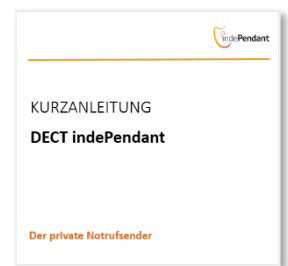 indePendant
KURZANLEITUNG
DECT indePendant
Der private Notrufsender